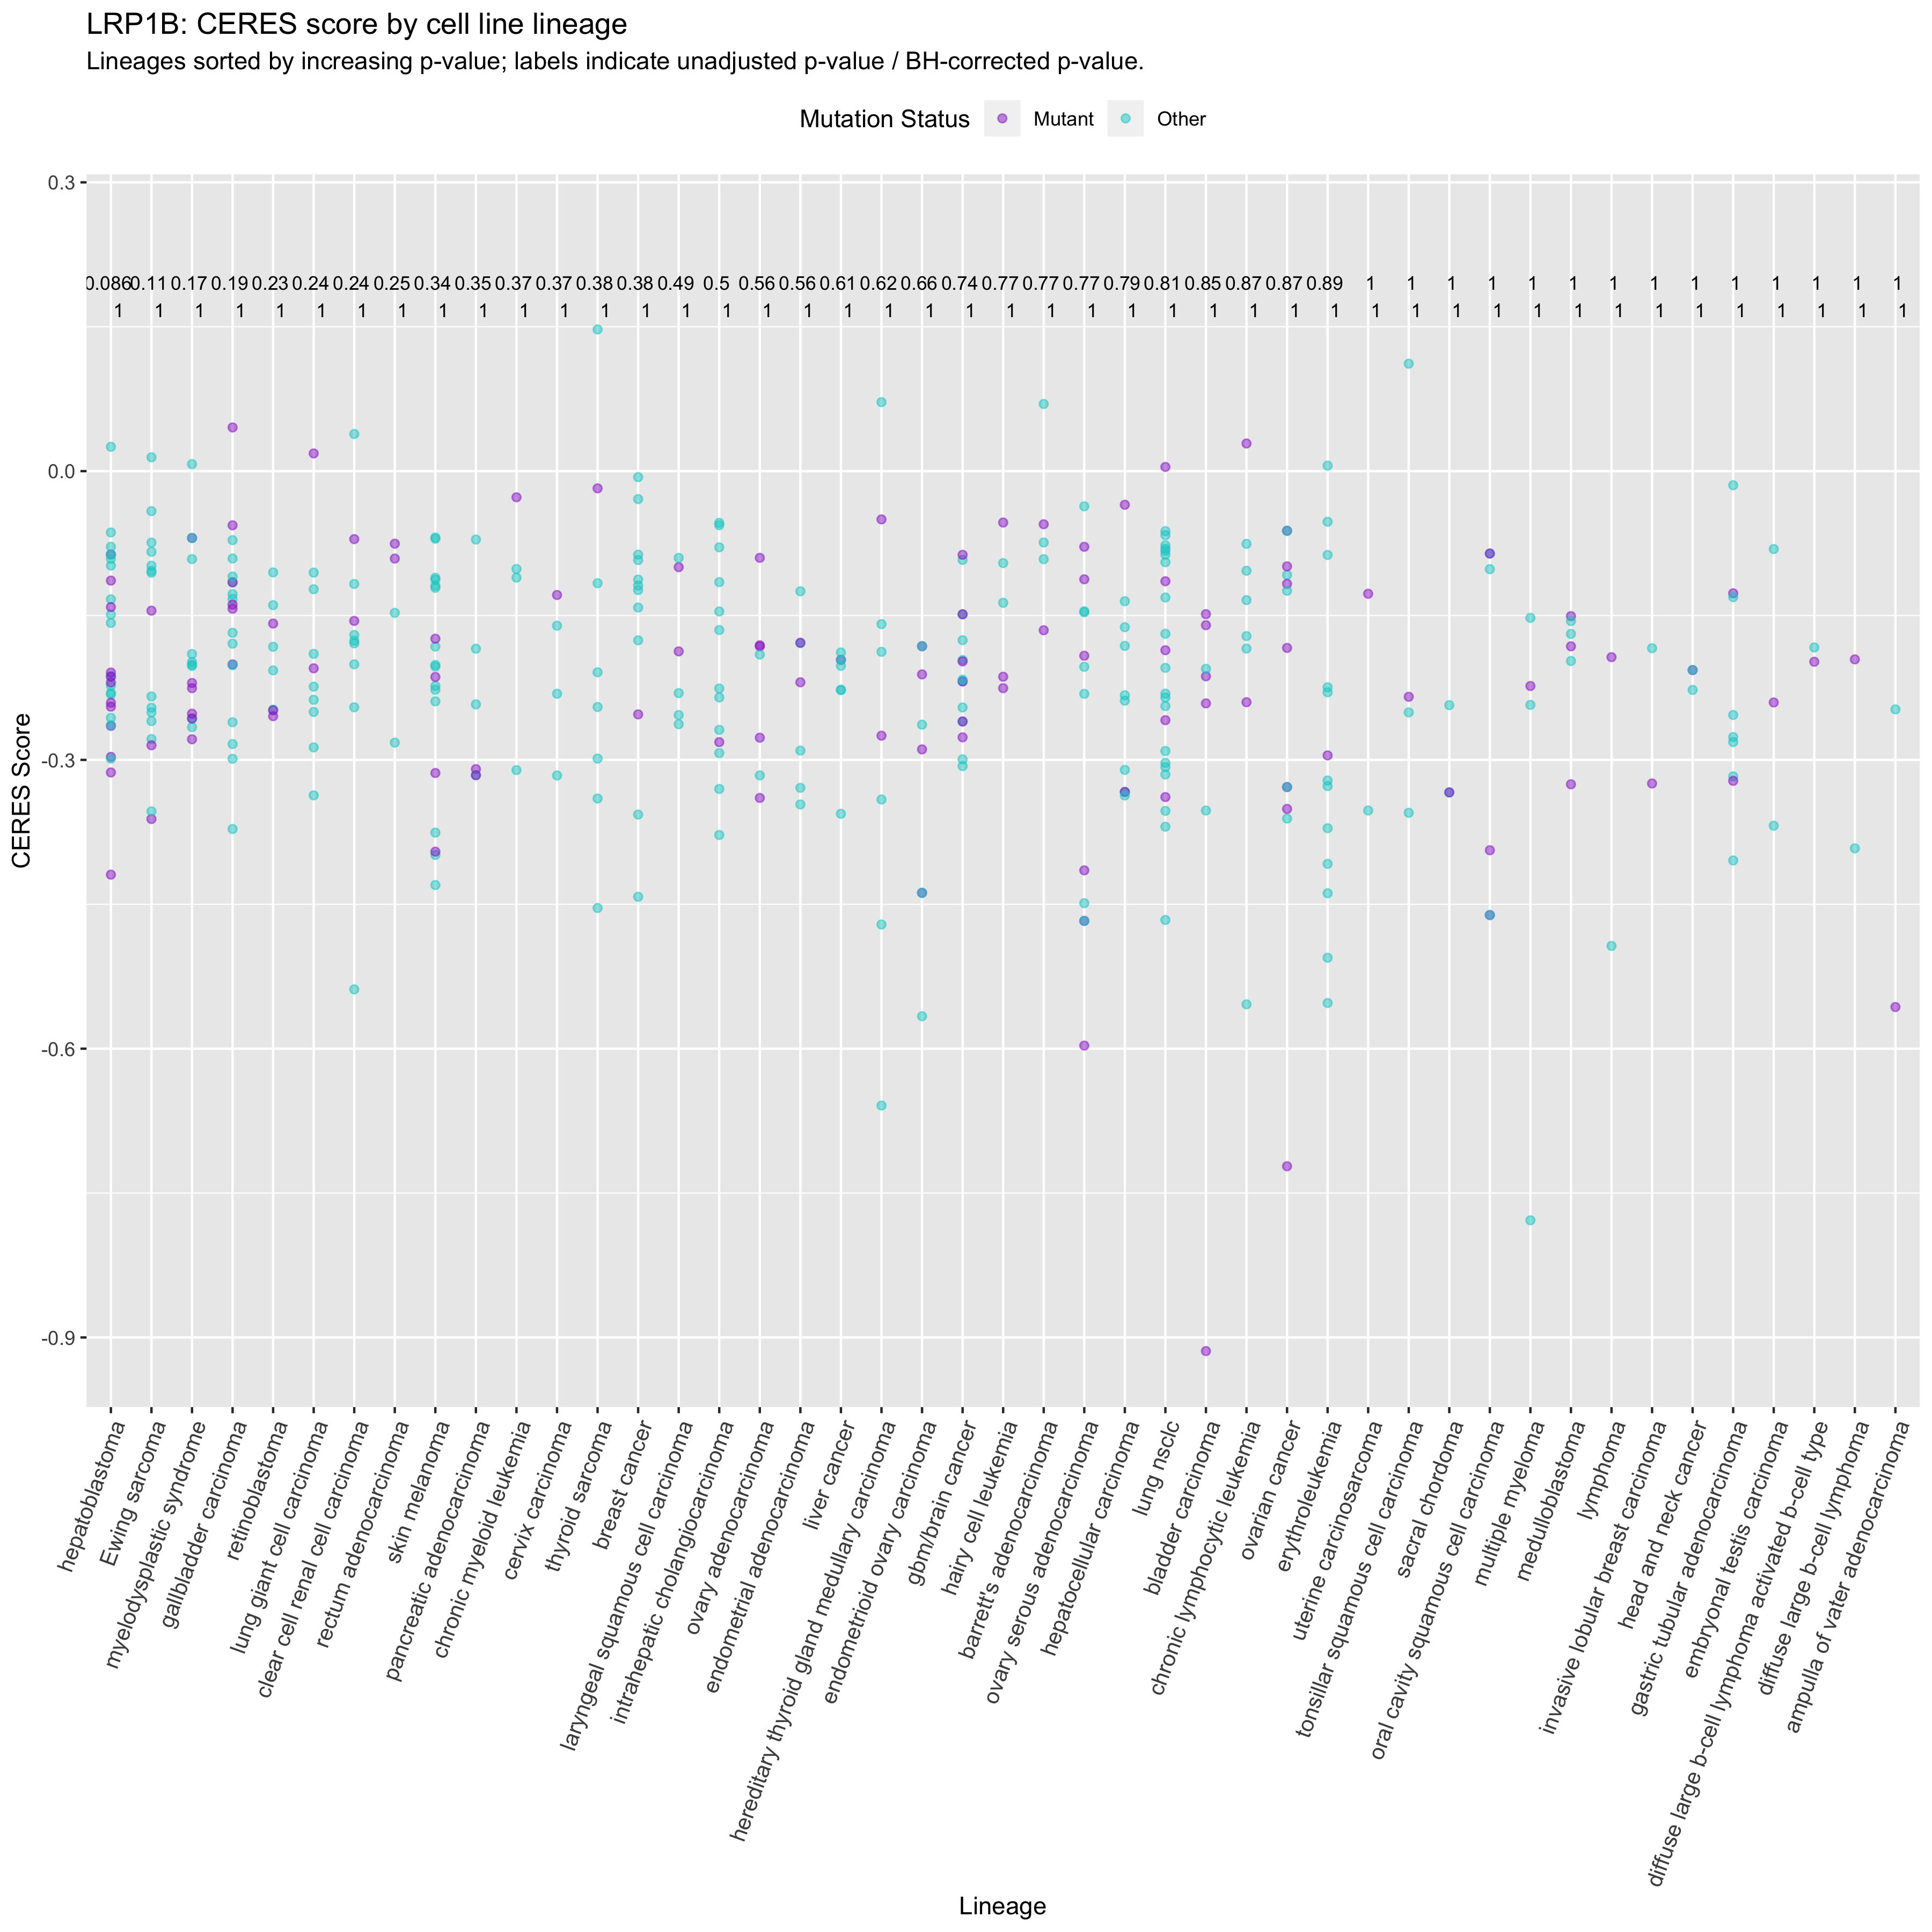 LRP1B: CERES score by cell line lineage
Lineages sorted by increasing p-value; labels indicate unadjusted p-value / BH-corrected p-value.
Mutation Status Mutant Other
0.3
0.086 0.11 0.17 0.19 0.23 0.24 0.24 0.25 0.34 0.35 0.37 0.37 0.38 0.38 0.49 0.5 0.56 0.56 0.61 0.62 0.66 0.74 0.77 0.77 0.77 0.79 0.81 0.85 0.87 0.87 0.89 1 1 1 1 1 1 1 1 1 1 1 1 1 1
1 1 1 1 1 1 1 1 1 1 1 1 1 1 1 1 1 1 1 1 1 1 1 1 1 1 1 1 1 1 1 1 1 1 1 1 1 1 1 1 1 1 1 1 1
0.0
-0.3
-0.6
-0.9
CERES Score
hepatoblastoma
Ewing sarcoma
myelodysplastic syndrome
gallbladder carcinoma
retinoblastoma
lung giant cell carcinoma
clear cell renal cell carcinoma
rectum adenocarcinoma
skin melanoma
pancreatic adenocarcinoma
chronic myeloid leukemia
cervix carcinoma
thyroid sarcoma
breast cancer
laryngeal squamous cell carcinoma
intrahepatic cholangiocarcinoma
ovary adenocarcinoma
endometrial adenocarcinoma
liver cancer
hereditary thyroid gland medullary carcinoma
endometrioid ovary carcinoma
gbm/brain cancer
hairy cell leukemia
barrett's adenocarcinoma
ovary serous adenocarcinoma
hepatocellular carcinoma
lung nsclc
bladder carcinoma
chronic lymphocytic leukemia
ovarian cancer
erythroleukemia
uterine carcinosarcoma
tonsillar squamous cell carcinoma
sacral chordoma
oral cavity squamous cell carcinoma
multiple myeloma
medulloblastoma
lymphoma
invasive lobular breast carcinoma
head and neck cancer
gastric tubular adenocarcinoma
embryonal testis carcinoma
diffuse large b-cell lymphoma activated b-cell type
diffuse large b-cell lymphoma
ampulla of vater adenocarcinoma
Lineage